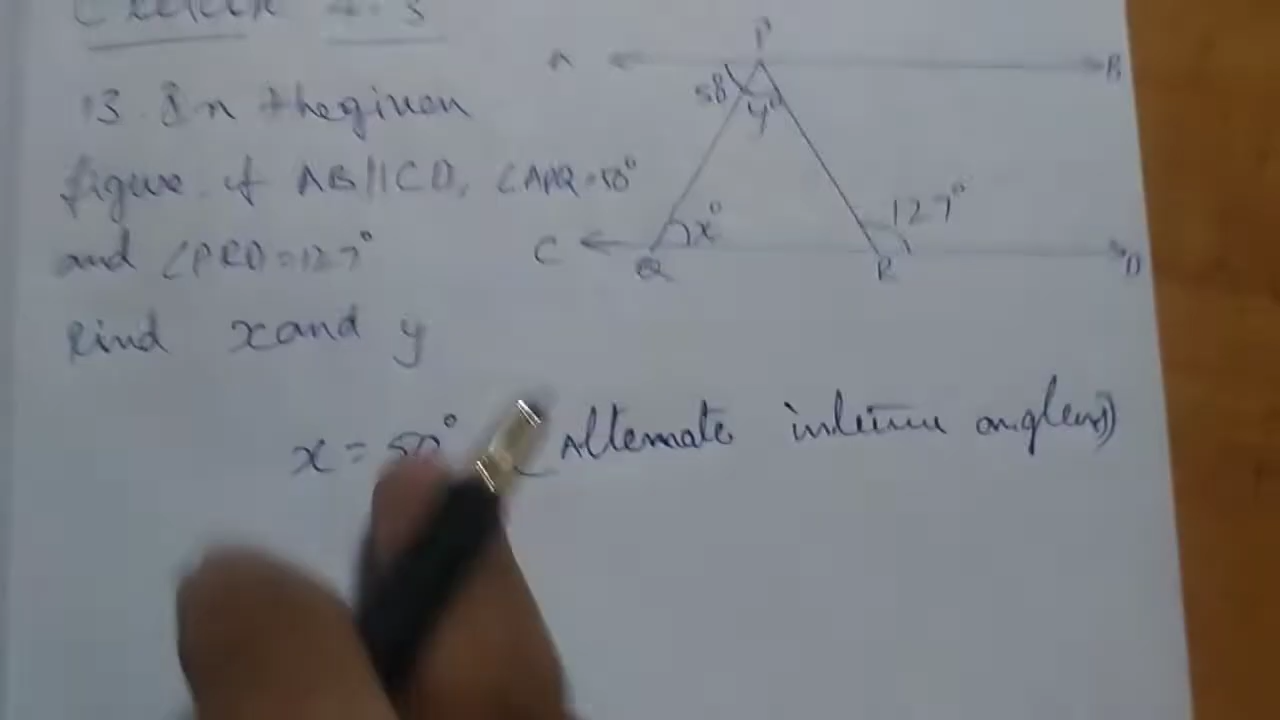 13. In the given
figure. if AB||CD, ∠APQ=50°
and ∠PRD=127°
Find x and y
A P B
50 y°
127°
C x° D
Q R
x = 50° (Alternate interior angles)